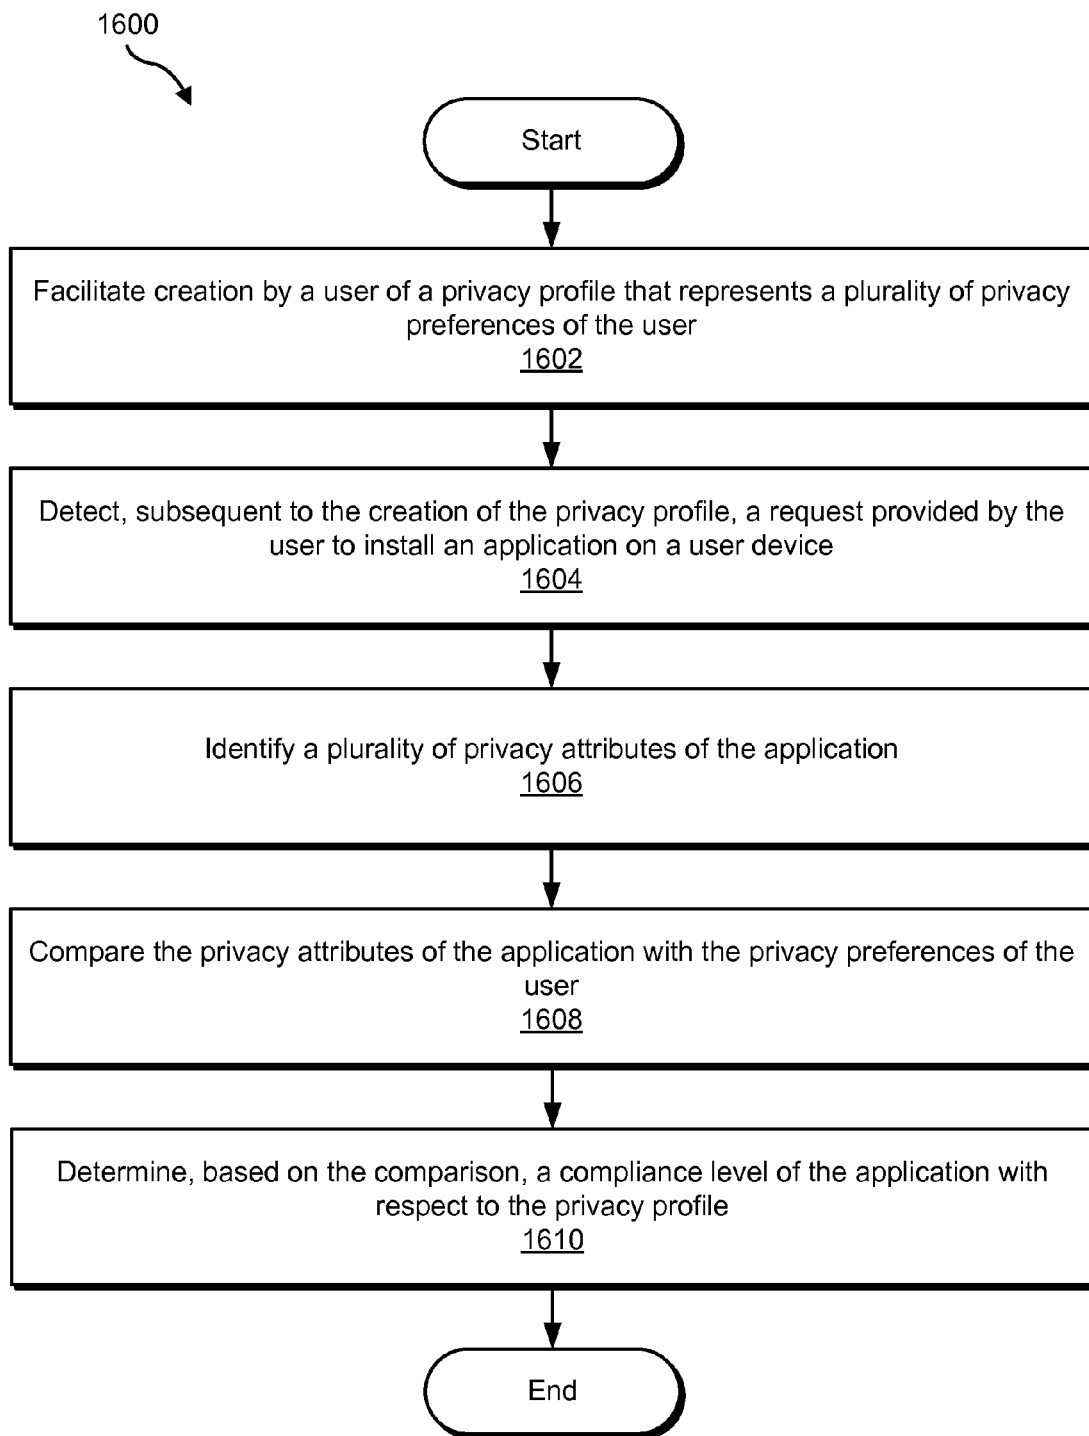 1600
Start
Facilitate creation by a user of a privacy profile that represents a plurality of privacy
preferences of the user
1602
Detect, subsequent to the creation of the privacy profile, a request provided by the
user to install an application on a user device
1604
Identify a plurality of privacy attributes of the application
1606
Compare the privacy attributes of the application with the privacy preferences of the
user
1608
Determine, based on the comparison, a compliance level of the application with
respect to the privacy profile
1610
End